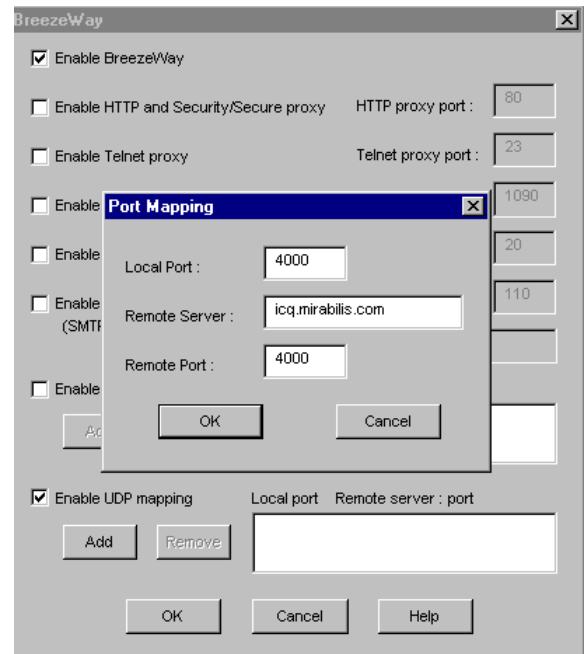 BreezeWay
Enable BreezeWay
Enable HTTP and Security/Secure proxy HTTP proxy port : 80
Enable Telnet proxy Telnet proxy port : 23
Enable 1090
Port Mapping
Local Port : 4000
Enable 20
Enable 110
Remote Server : icq.mirabilis.com
(SMTP
Remote Port : 4000
Enable
OK Cancel
Enable UDP mapping Local port Remote server : port
Add Remove
OK Cancel Help